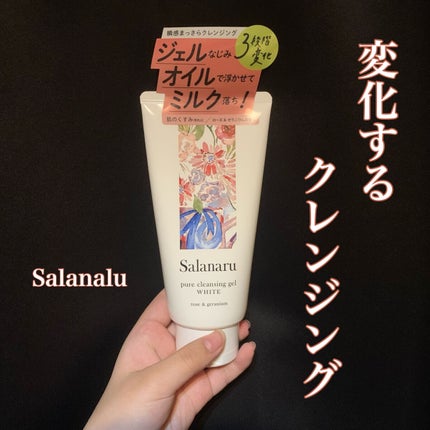 瞬感まっさらクレンジング
ジェルなじみ
オイルで浮かせて
ミルク落ち!
3段階
変化
Salanaru
pure cleansing gel
WHITE
rose & geranium
変化する
クレンジング
Salanalu